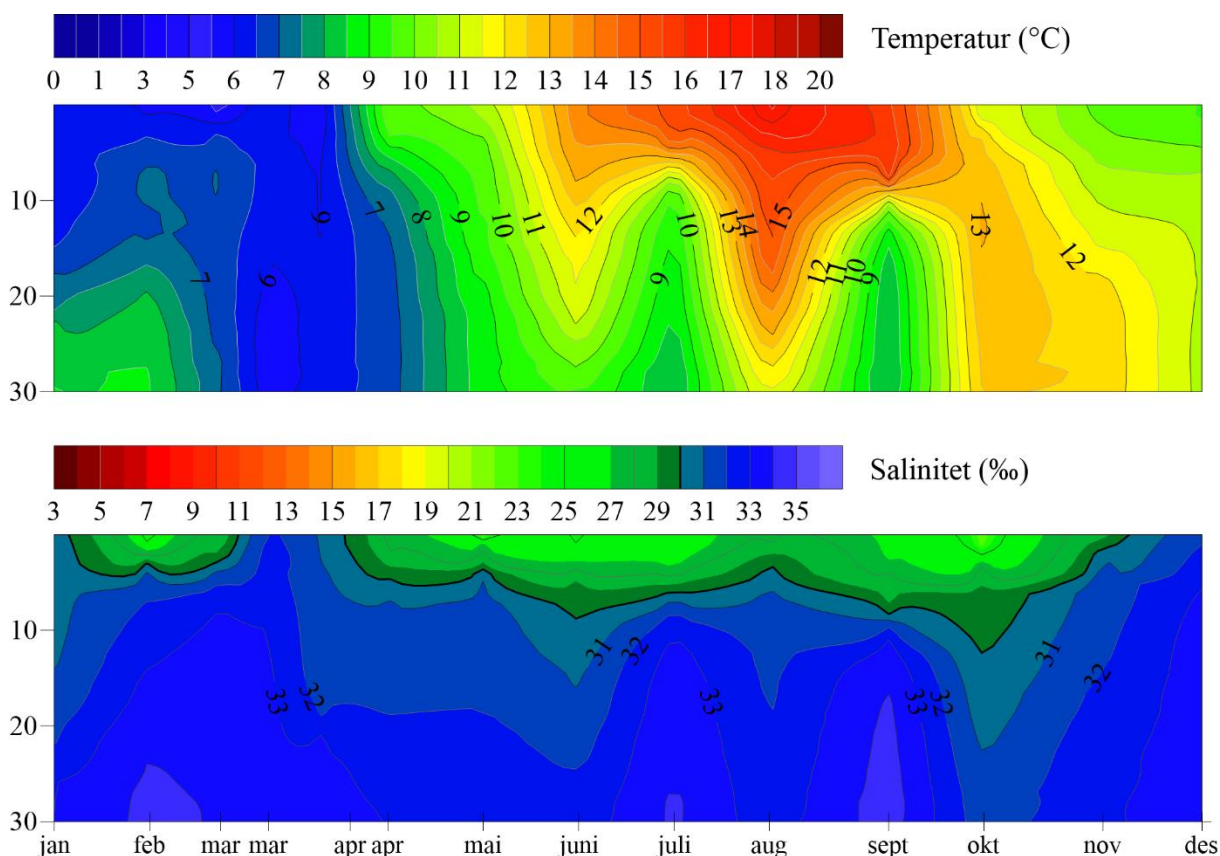 Temperatur (°C)
0 1 3 5 6 7 8 9 10 11 12 13 14 15 16 17 18 20
10
20
30
6 7 8 9 10 11 12 10 13 14 15 13
12
7 6 9 12 11 10 9
Salinitet (‰)
3 5 7 9 11 13 15 17 19 21 23 25 27 29 31 33 35
10
20
30
31 32 31
32
33 32 33 33 32
jan feb mar mar apr apr mai juni juli aug sept okt nov des